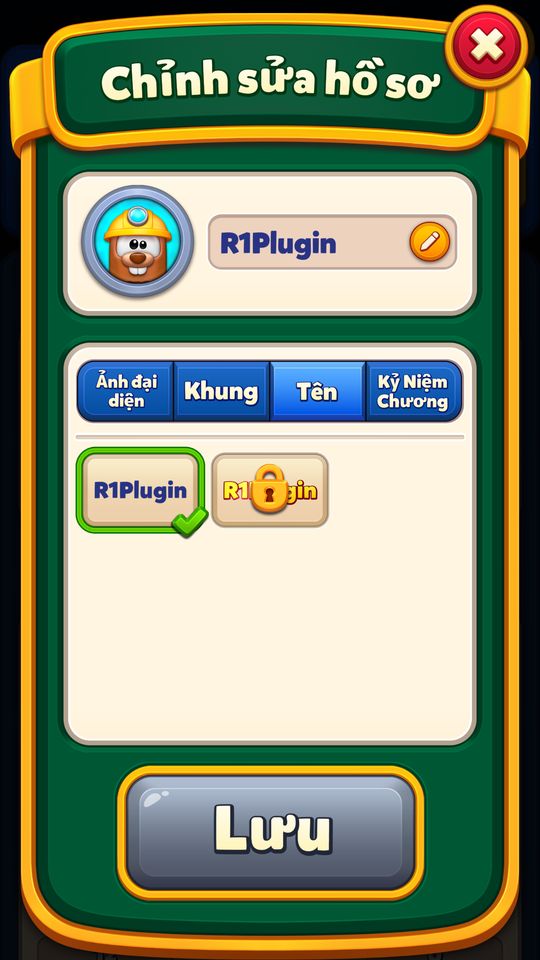 Chỉnh sửa hồ sơ
R1Plugin
Ảnh đại
diện
Khung
Tên
Kỷ Niệm
Chương
R1Plugin
Lưu